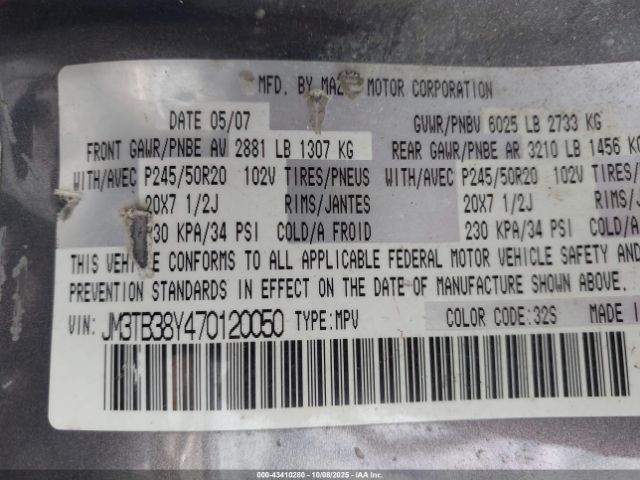 MFD. BY MAZ MOTOR CORPORATION
DATE 05/07 GVWR/PNBV 6025 LB 2733 KG
FRONT GAWR/PNBE AV 2881 LB 1307 KG REAR GAWR/PNBE AR 3210 LB 1456 KG
WITH/AVEC P245/50R20 102V TIRES/PNEUS WITH/AVEC P245/50R20 102V TIRES/
20X7 1/2J RIMS/JANTES 20X7 1/2J RIMS/J
30 KPA/34 PSI COLD/A FROID 230 KPA/34 PSI COLD/A
THIS VEHICLE CONFORMS TO ALL APPLICABLE FEDERAL MOTOR VEHICLE SAFETY AND
PREVENTION STANDARDS IN EFFECT ON THE DATE OF MANUFACTURE SHOWN ABOVE.
VIN: JM3TB38Y470120050 TYPE:MPV COLOR CODE:32S MADE I
000-43410280 - 10/08/2025 - IAAI.COM